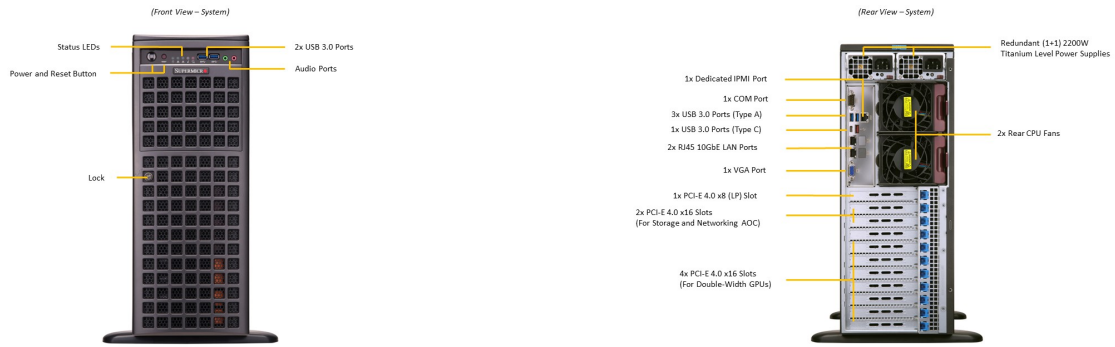 (Front View – System)
Status LEDs
2x USB 3.0 Ports
Power and Reset Button
Audio Ports
SUPERMICR
Lock
(Rear View – System)
Redundant (1+1) 2200W
Titanium Level Power Supplies
1x Dedicated IPMI Port
1x COM Port
3x USB 3.0 Ports (Type A)
1x USB 3.0 Ports (Type C)
2x RJ45 10GbE LAN Ports
2x Rear CPU Fans
1x VGA Port
1x PCI-E 4.0 x8 (LP) Slot
2x PCI-E 4.0 x16 Slots
(For Storage and Networking AOC)
4x PCI-E 4.0 x16 Slots
(For Double-Width GPUs)